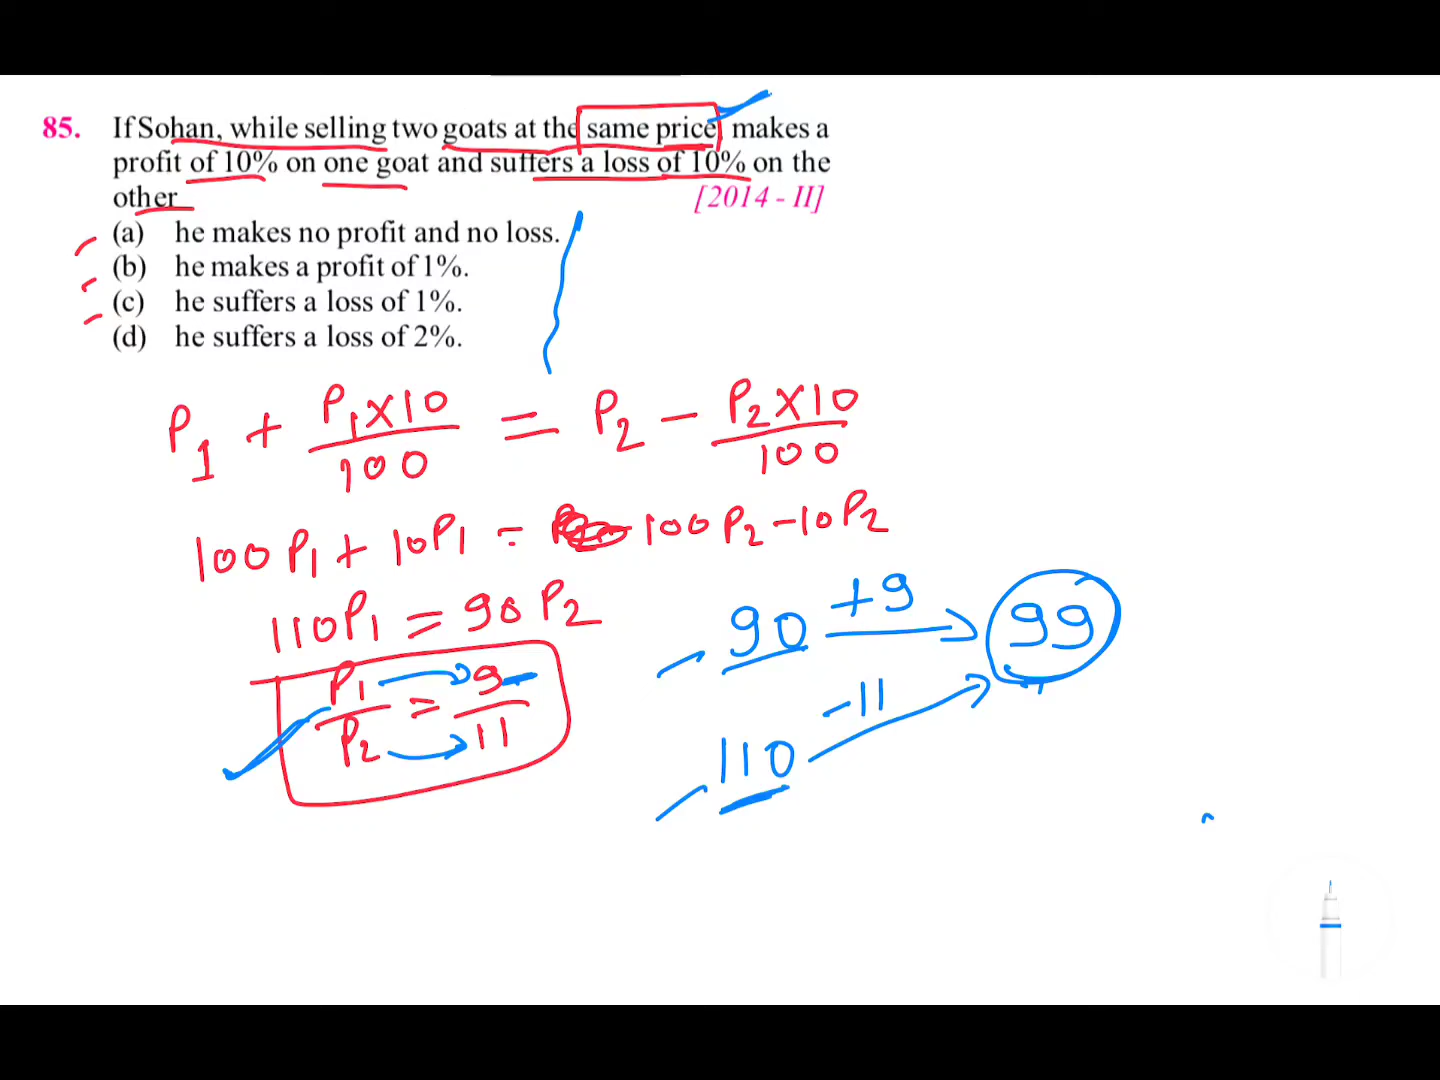 85. If Sohan, while selling two goats at the same price, makes a
profit of 10% on one goat and suffers a loss of 10% on the
other [2014 - II]
(a) he makes no profit and no loss.
(b) he makes a profit of 1%.
(c) he suffers a loss of 1%.
(d) he suffers a loss of 2%.
P1 + P1×10/100 = P2 − P2×10/100
100P1 + 10P1 = 100P2 − 10P2
110P1 = 90P2
P1/P2 = 9/11
90 +9 → 99
110 −11